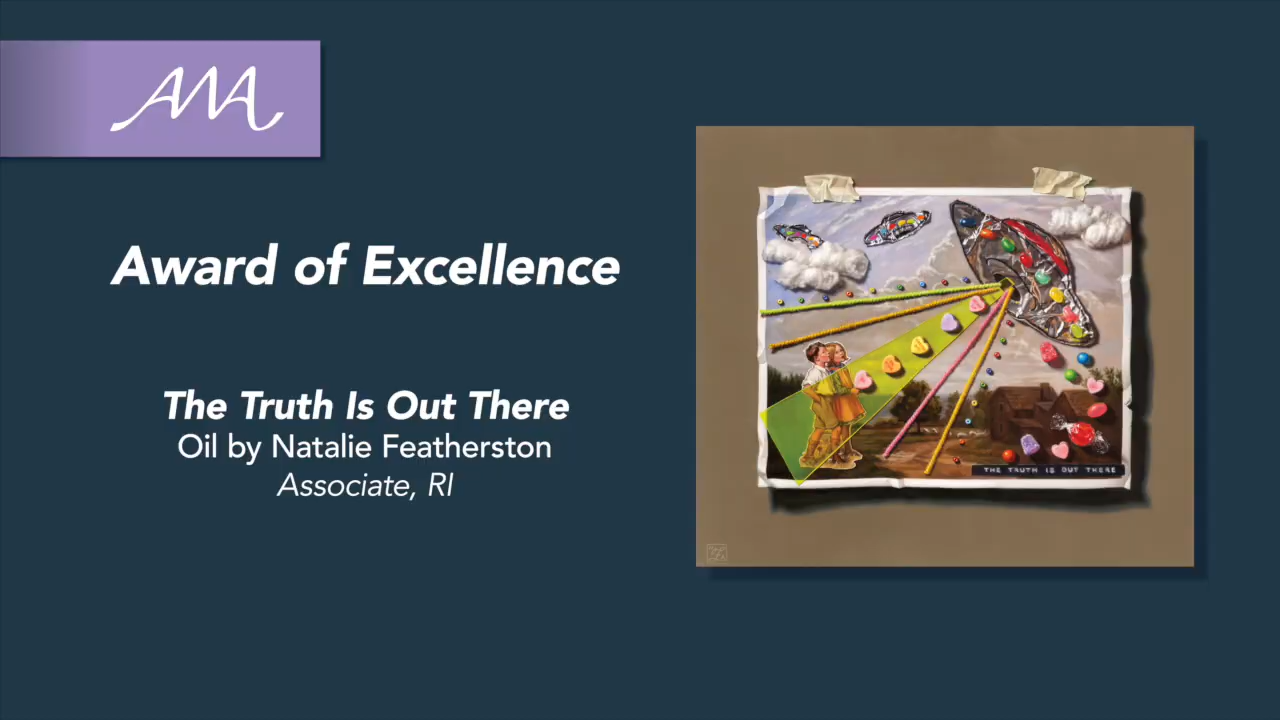 AWA
Award of Excellence
The Truth Is Out There
Oil by Natalie Featherston
Associate, RI
THE TRUTH IS OUT THERE